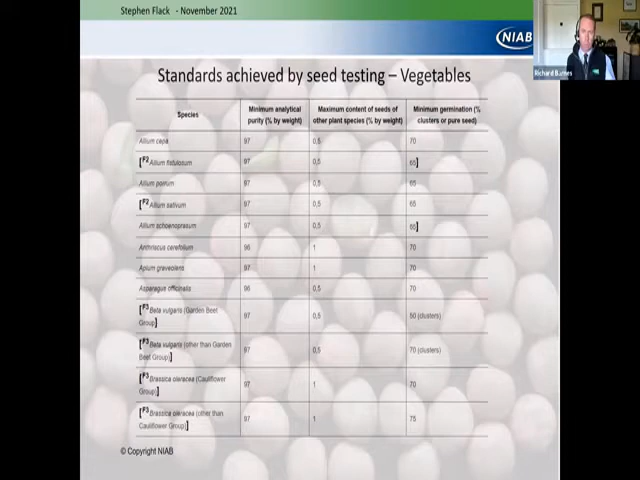 Stephen Flack - November 2021
NIAB
Richard Barnes
Standards achieved by seed testing – Vegetables
Species
Minimum analytical
purity (% by weight)
Maximum content of seeds of
other plant species (% by weight)
Minimum germination (%
clusters or pure seed)
Allium cepa 97 0,5 70
[F2 Allium fistulosum 97 0,5 65]
Allium porrum 97 0,5 65
[F2 Allium sativum 97 0,5 65
Allium schoenoprasum 97 0,5 65]
Anthriscus cerefolium 96 1 70
Apium graveolens 97 1 70
Asparagus officinalis 96 0,5 70
[F3 Beta vulgaris (Garden Beet
Group)] 97 0,5 50 (clusters)
[F3 Beta vulgaris (other than Garden
Beet Group)] 97 0,5 70 (clusters)
[F3 Brassica oleracea (Cauliflower
Group)] 97 1 70
[F3 Brassica oleracea (other than
Cauliflower Group)] 97 1 75
© Copyright NIAB